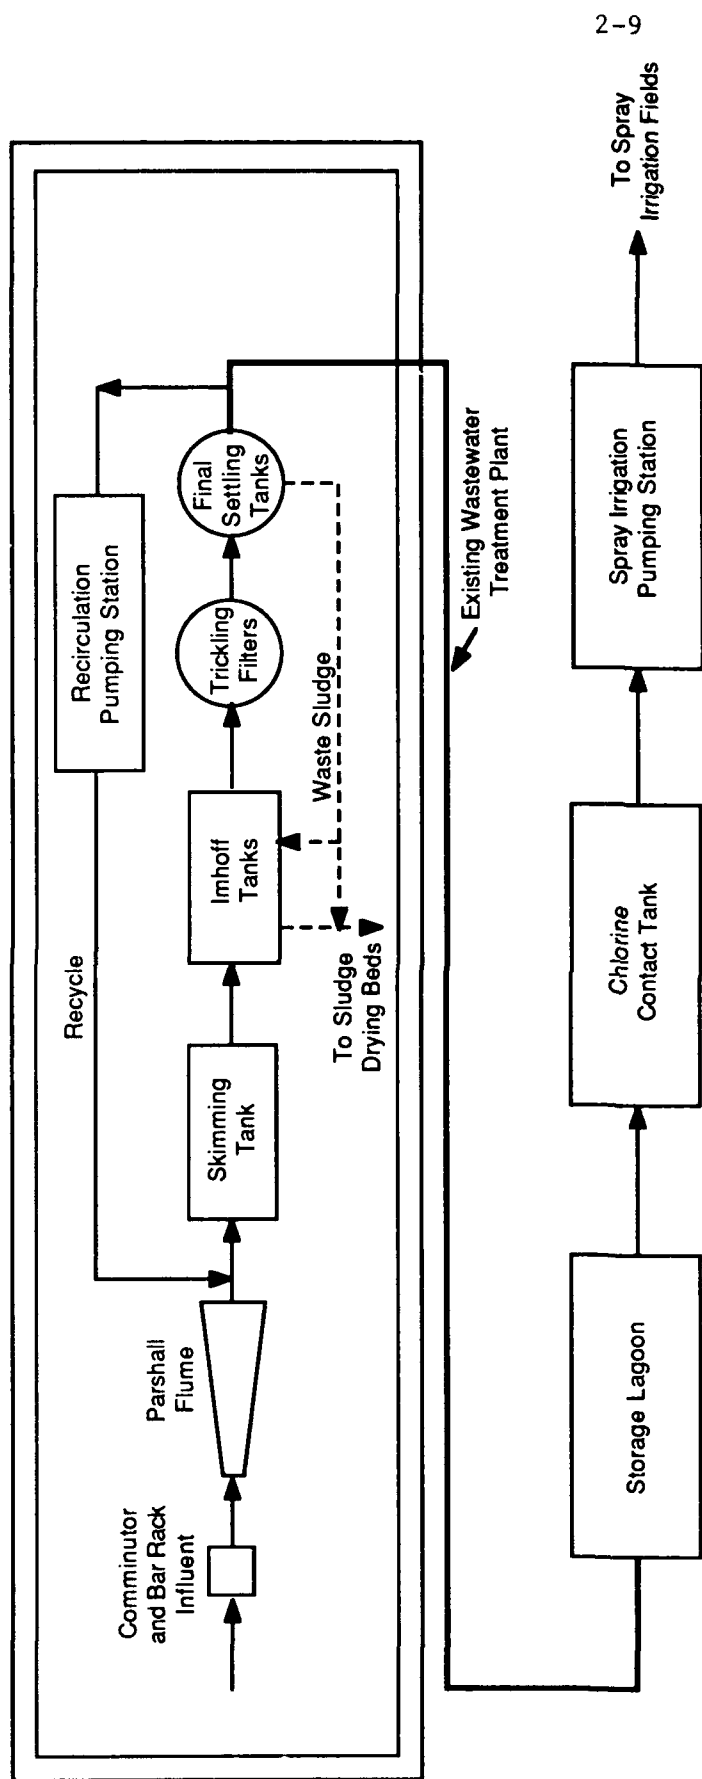 2-9
Comminutor
and Bar Rack
Influent
Parshall
Flume
Recycle
Skimming
Tank
Imhoff
Tanks
Trickling
Filters
Final
Settling
Tanks
Recirculation
Pumping Station
Waste Sludge
To Sludge
Drying Beds
Existing Wastewater
Treatment Plant
Storage Lagoon
Chlorine
Contact Tank
Spray Irrigation
Pumping Station
To Spray
Irrigation Fields